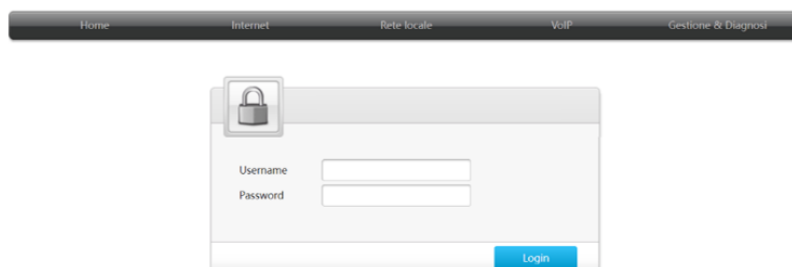 Home Internet Rete locale VoIP Gestione & Diagnosi
Username
Password
Login